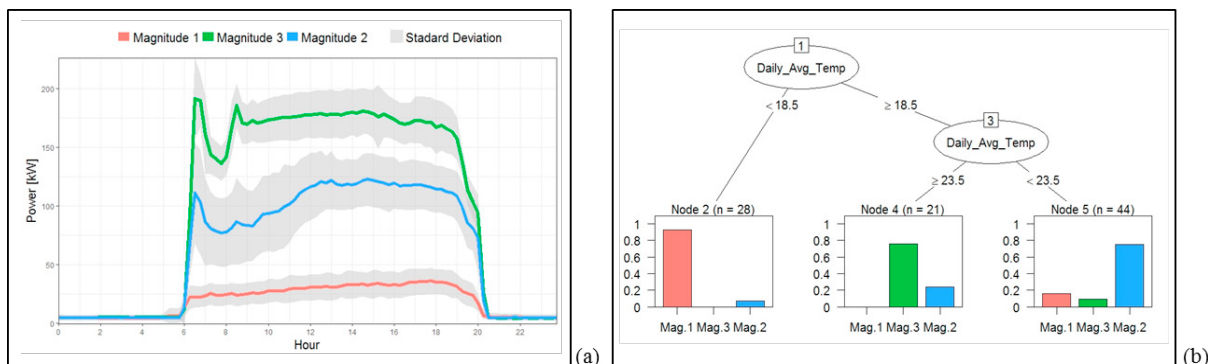 Magnitude 1 Magnitude 3 Magnitude 2 Stadard Deviation
Power [kW]
200
150
100
50
0
0 2 4 6 8 10 12 14 16 18 20 22
Hour
(a)
1
Daily_Avg_Temp
< 18.5 ≥ 18.5
3
Daily_Avg_Temp
≥ 23.5 < 23.5
Node 2 (n = 28) Node 4 (n = 21) Node 5 (n = 44)
1 1 1
0.8 0.8 0.8
0.6 0.6 0.6
0.4 0.4 0.4
0.2 0.2 0.2
0 0 0
Mag.1 Mag.3 Mag.2 Mag.1 Mag.3 Mag.2 Mag.1 Mag.3 Mag.2
(b)